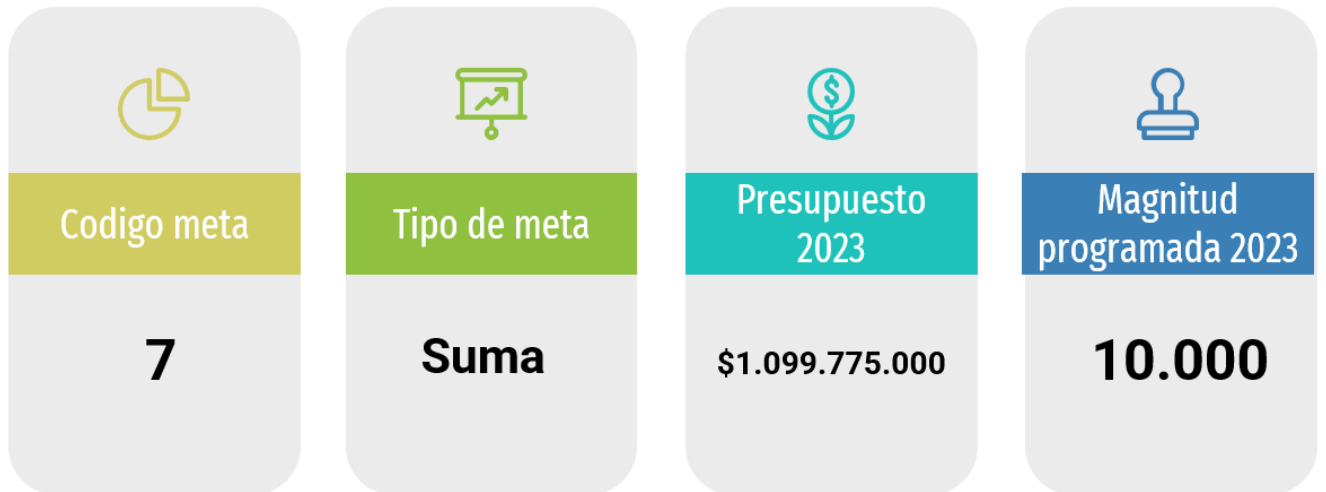 Codigo meta
7
Tipo de meta
Suma
Presupuesto
2023
$1.099.775.000
Magnitud
programada 2023
10.000